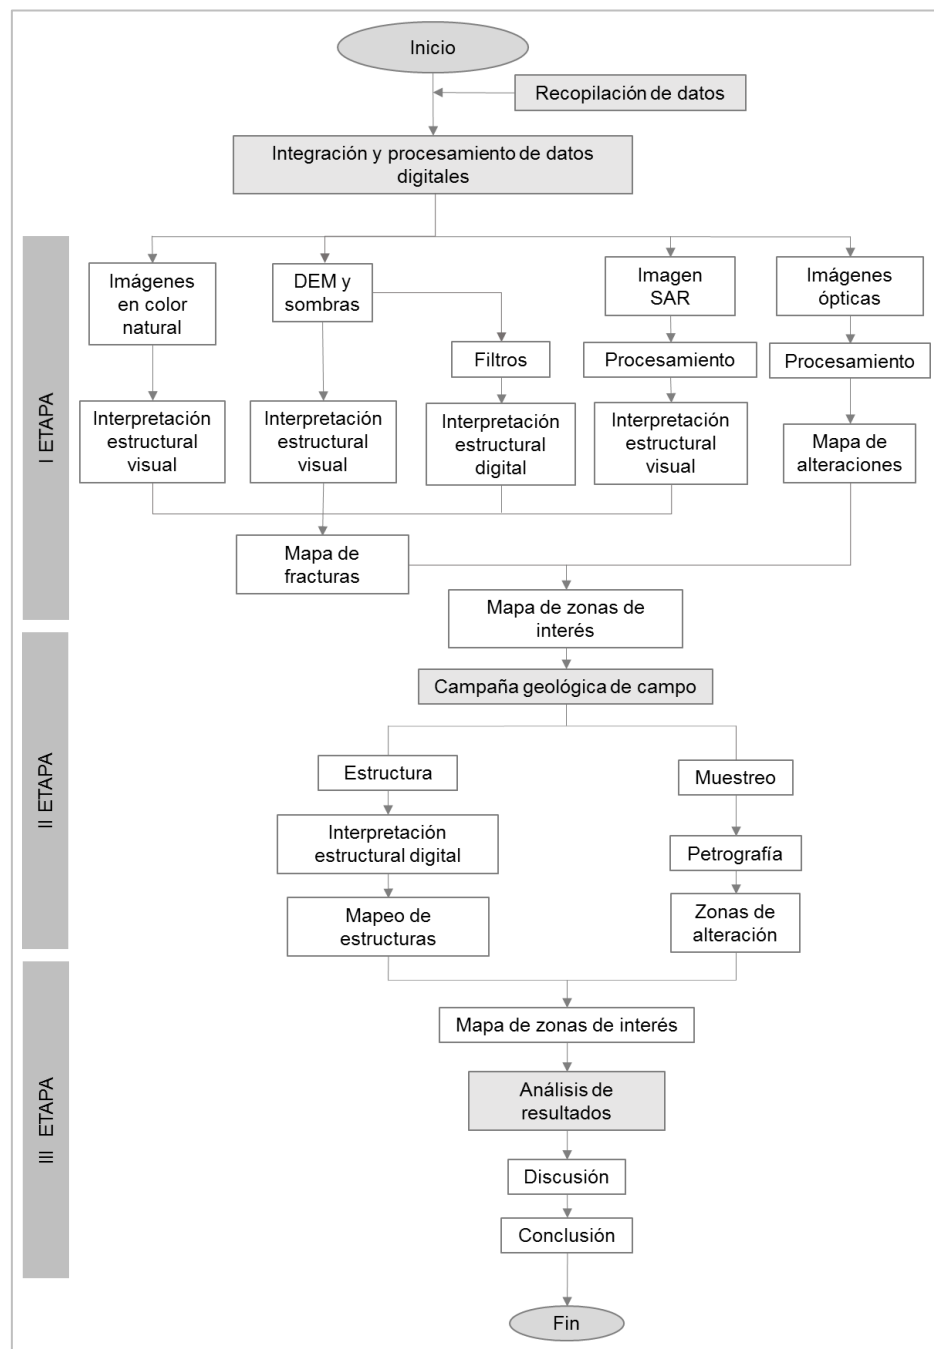 Inicio
Recopilación de datos
Integración y procesamiento de datos
digitales
I ETAPA
Imágenes
en color
natural
DEM y
sombras
Imagen
SAR
Imágenes
ópticas
Filtros
Procesamiento
Procesamiento
Interpretación
estructural
visual
Interpretación
estructural
visual
Interpretación
estructural
digital
Interpretación
estructural
visual
Mapa de
alteraciones
Mapa de
fracturas
Mapa de zonas de
interés
II ETAPA
Campaña geológica de campo
Estructura
Muestreo
Interpretación
estructural digital
Petrografía
Mapeo de
estructuras
Zonas de
alteración
III ETAPA
Mapa de zonas de interés
Análisis de
resultados
Discusión
Conclusión
Fin